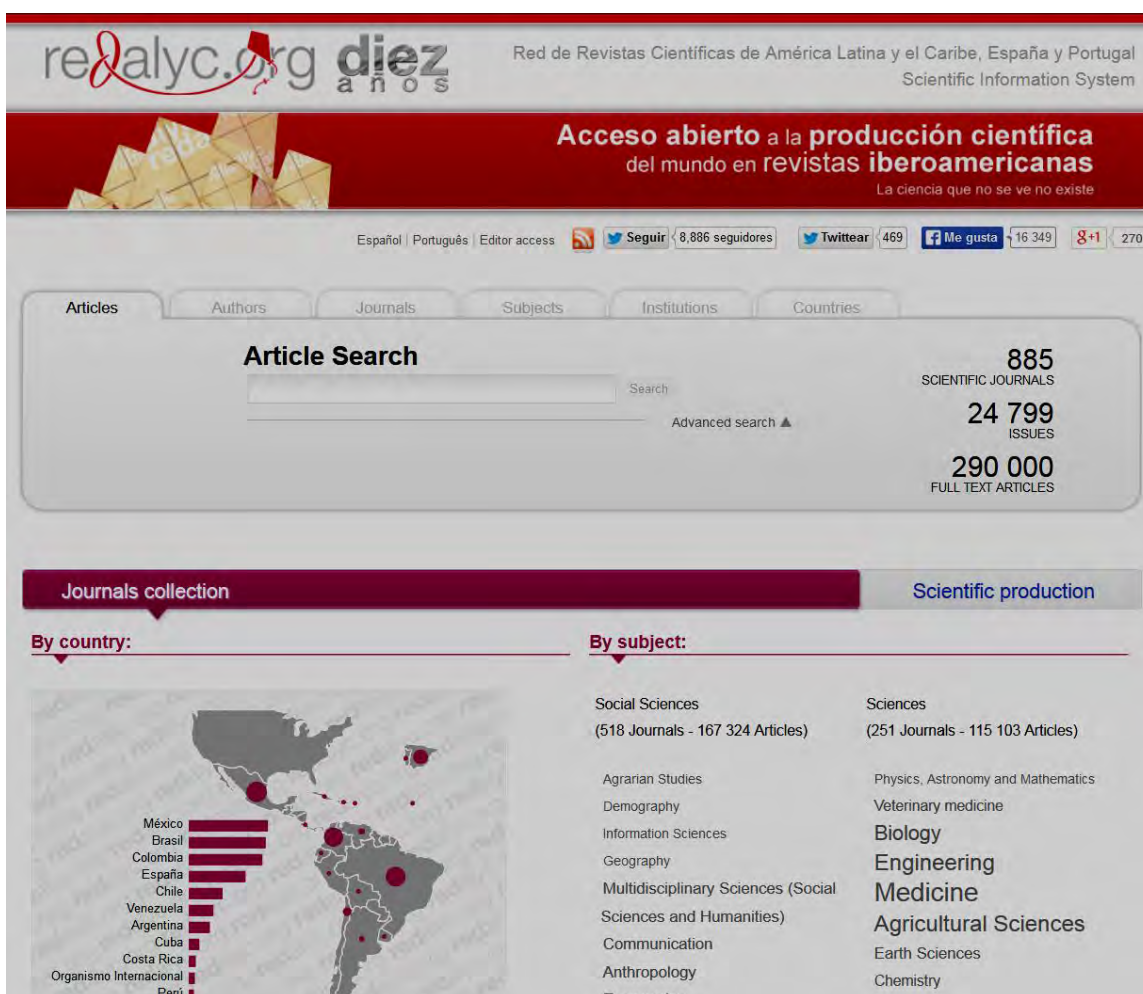 redalyc.org diez años
Red de Revistas Científicas de América Latina y el Caribe, España y Portugal
Scientific Information System
Acceso abierto a la producción científica
del mundo en revistas iberoamericanas
La ciencia que no se ve no existe
Español | Português | Editor access
Seguir 8,886 seguidores
Twittear 469
Me gusta 16 349
g+1 270
Articles
Authors
Journals
Subjects
Institutions
Countries
Article Search
Search
Advanced search
885
SCIENTIFIC JOURNALS
24 799
ISSUES
290 000
FULL TEXT ARTICLES
Journals collection
Scientific production
By country:
México
Brasil
Colombia
España
Chile
Venezuela
Argentina
Cuba
Costa Rica
Organismo Internacional
Perú
By subject:
Social Sciences
(518 Journals - 167 324 Articles)
Agrarian Studies
Demography
Information Sciences
Geography
Multidisciplinary Sciences (Social
Sciences and Humanities)
Communication
Anthropology
Sciences
(251 Journals - 115 103 Articles)
Physics, Astronomy and Mathematics
Veterinary medicine
Biology
Engineering
Medicine
Agricultural Sciences
Earth Sciences
Chemistry